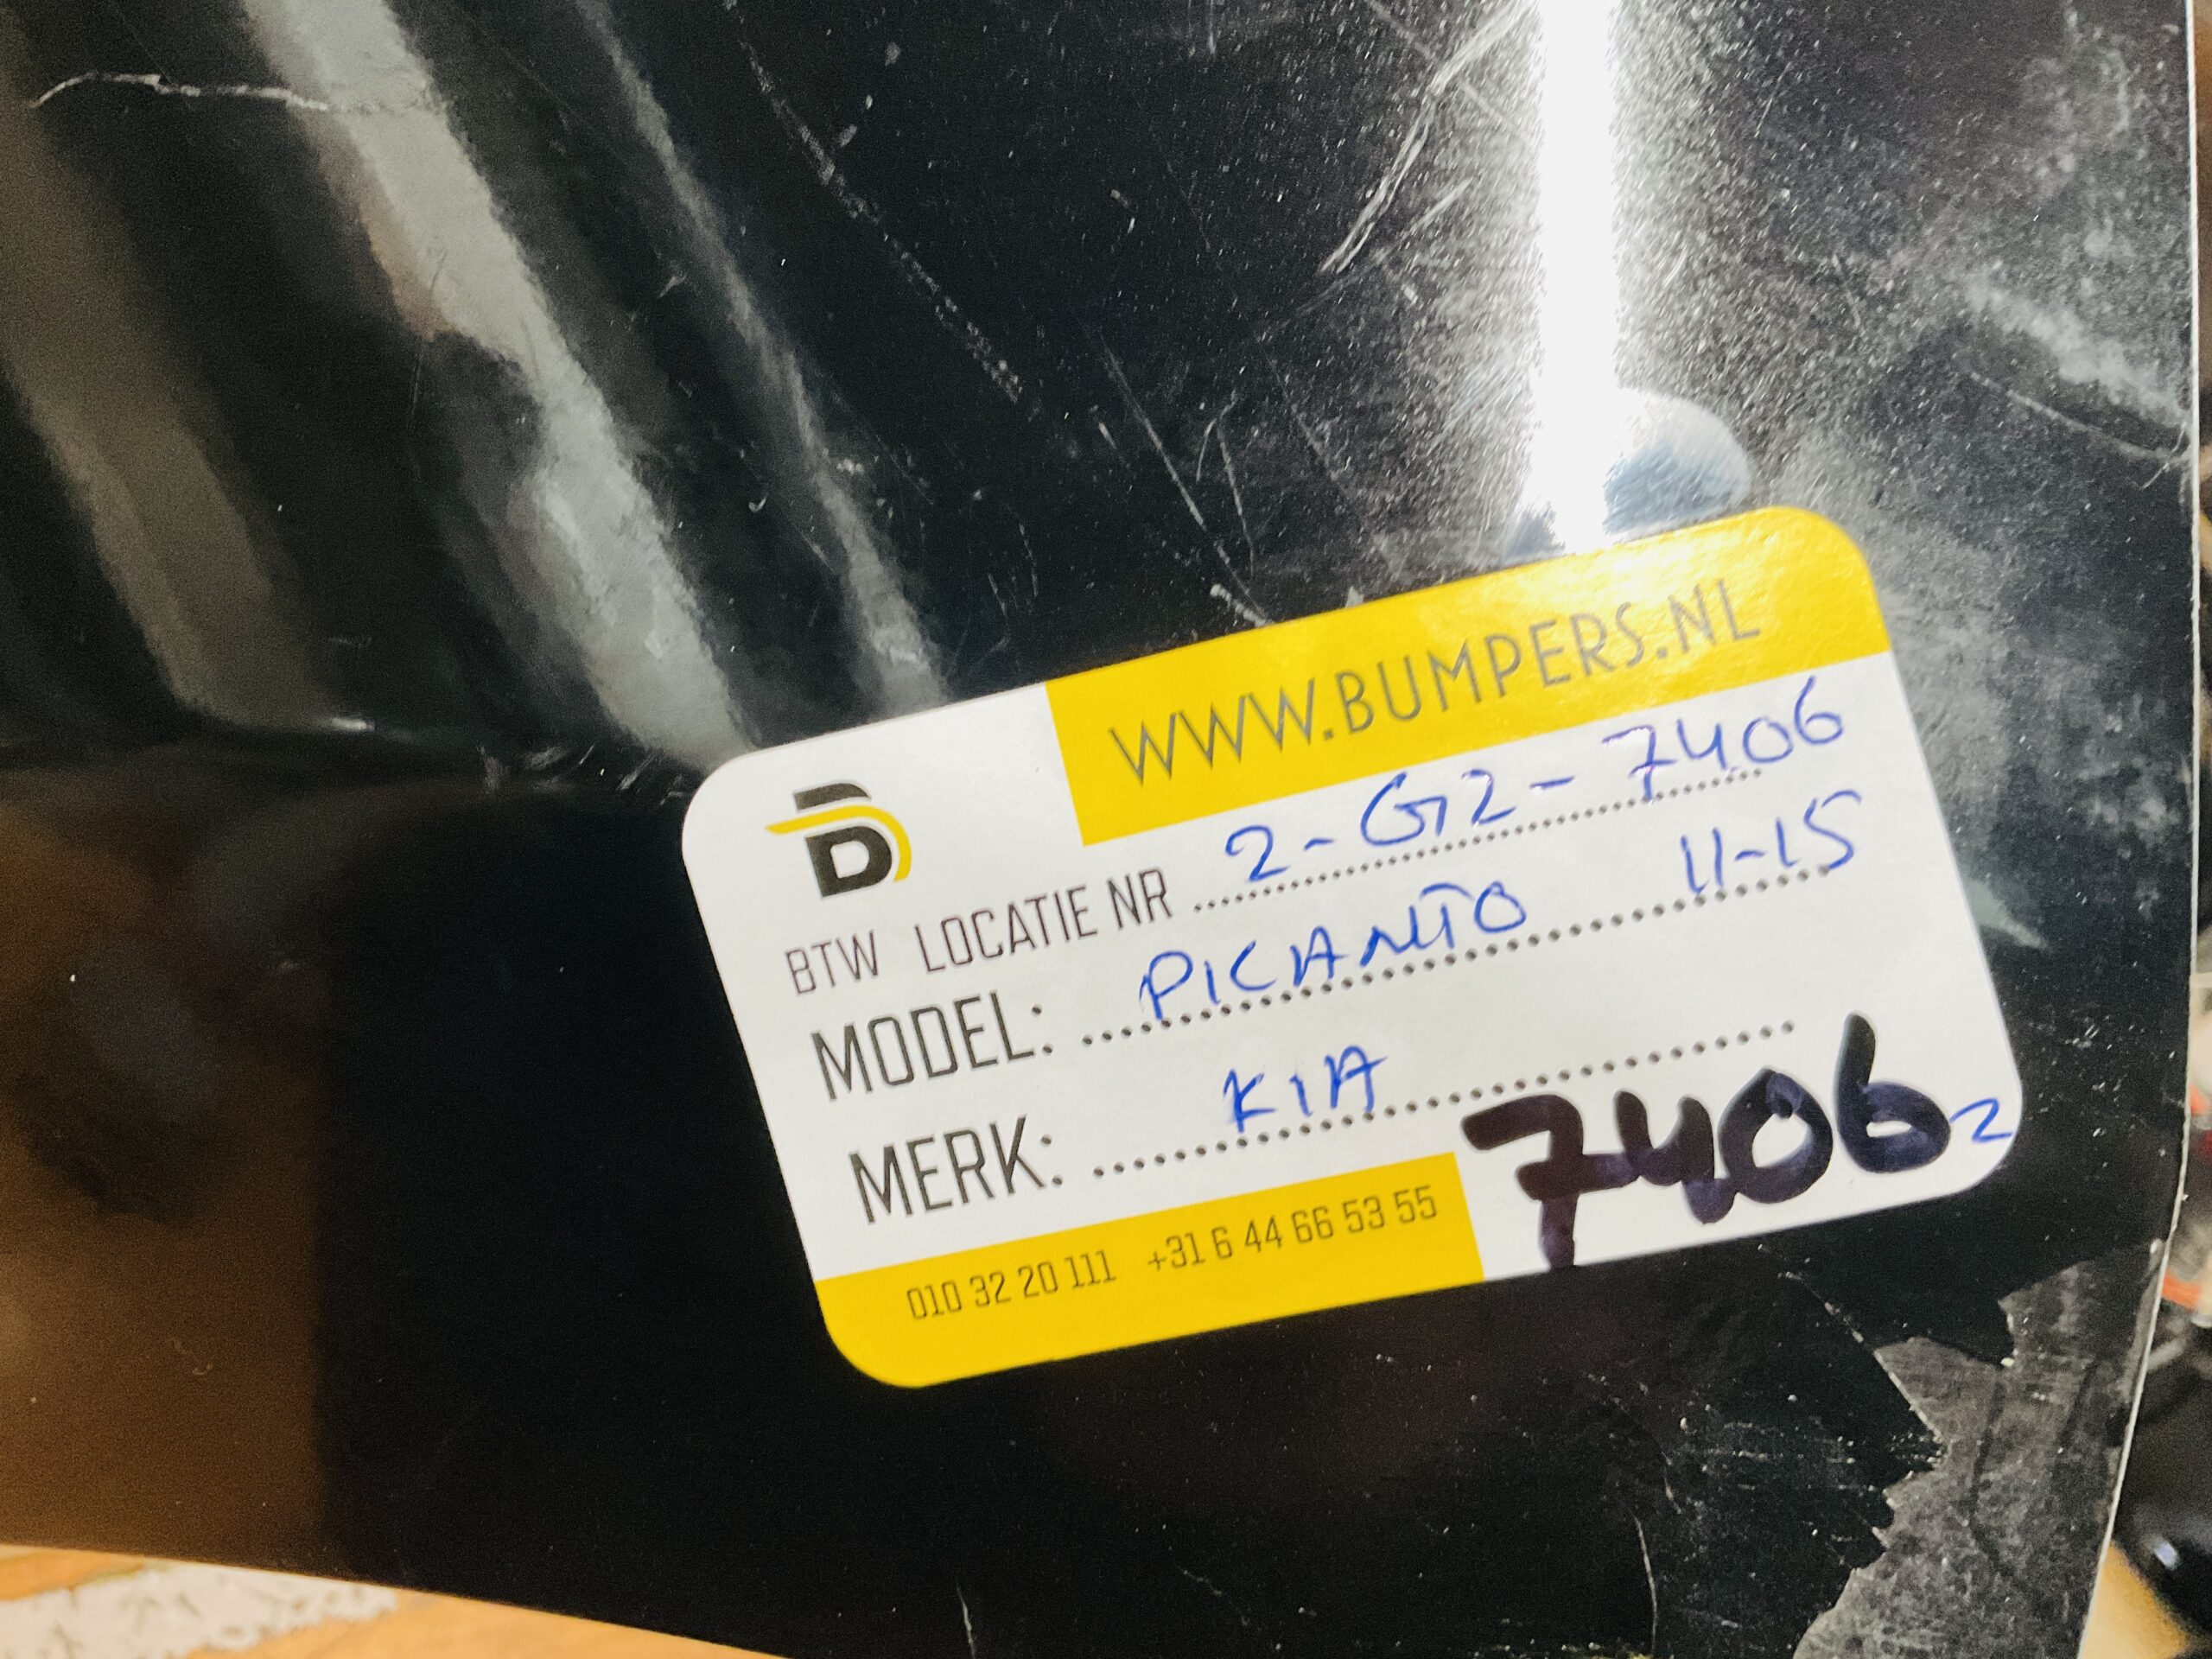 WWW.BUMPERS.NL
BTW LOCATIE NR 2-G2-7406
MODEL: PICANTO 11-15
MERK: KIA
7406 2
010 32 20 111 +31 6 44 66 53 55